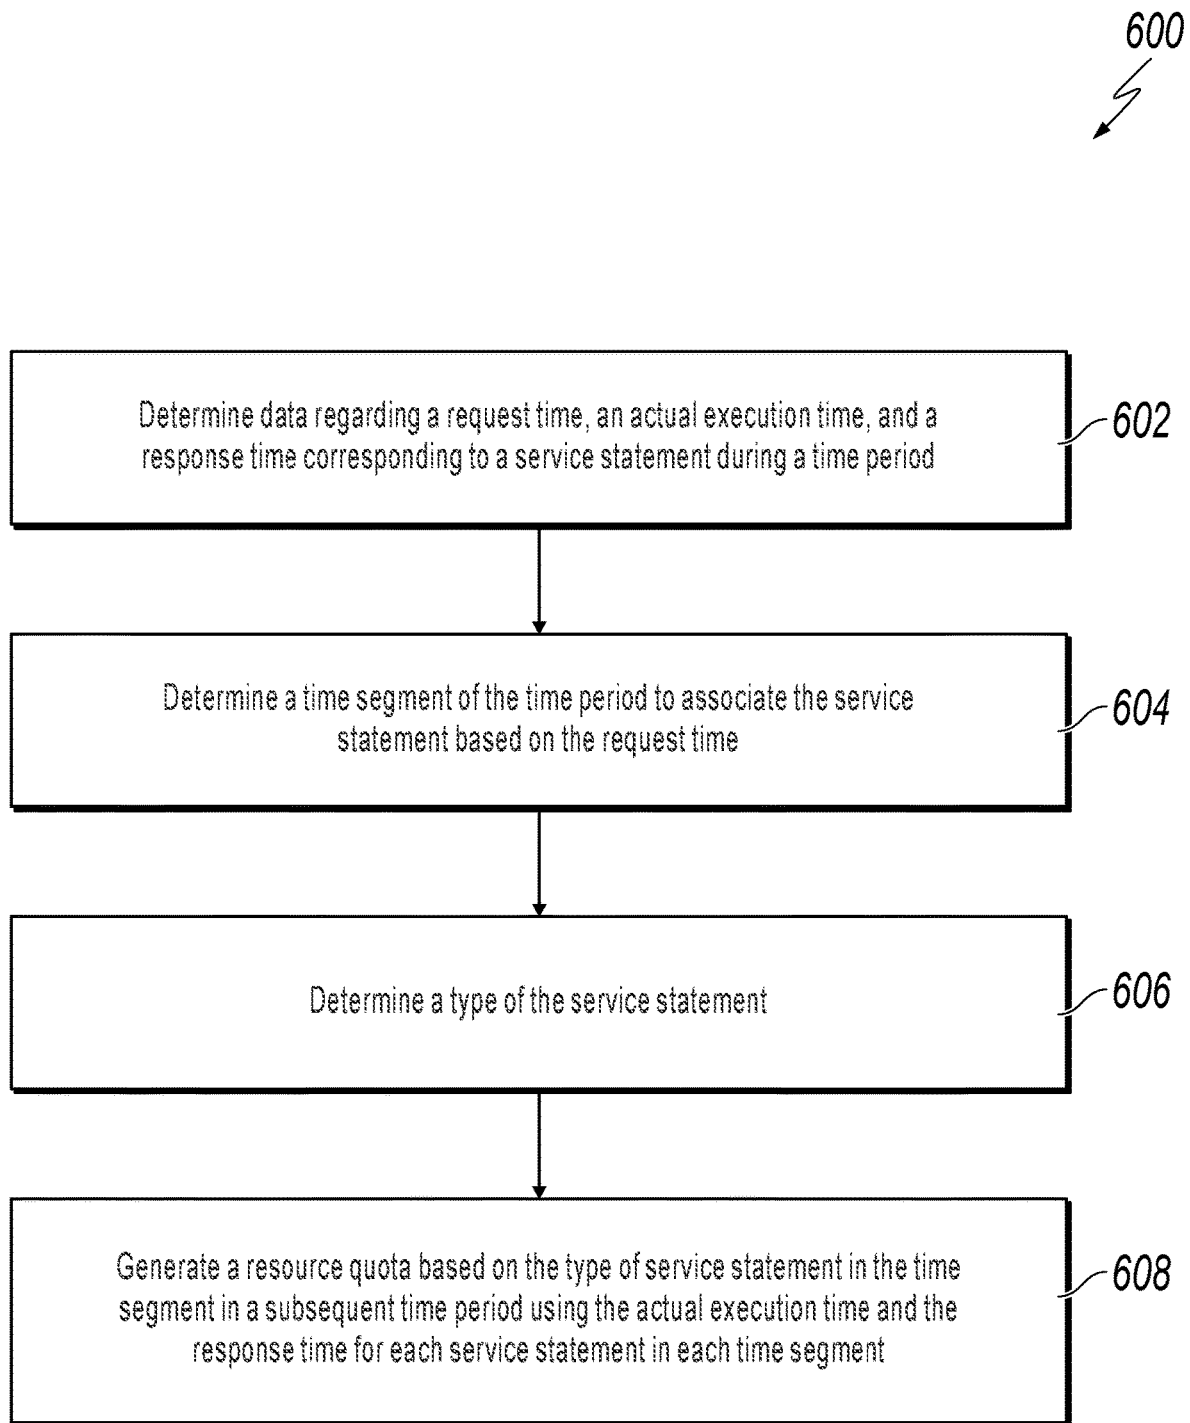 600
Determine data regarding a request time, an actual execution time, and a
response time corresponding to a service statement during a time period
602
Determine a time segment of the time period to associate the service
statement based on the request time
604
Determine a type of the service statement
606
Generate a resource quota based on the type of service statement in the time
segment in a subsequent time period using the actual execution time and the
response time for each service statement in each time segment
608